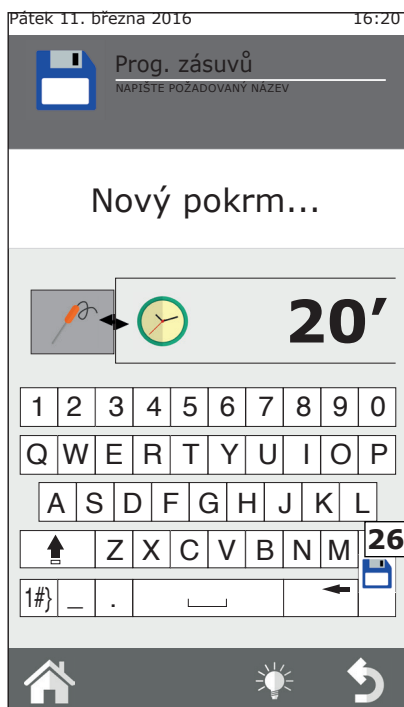 Pátek 11. března 2016 16:20
Prog. zásuvů
NAPIŠTE POŽADOVANÝ NÁZEV
Nový pokrm...
20′
1 2 3 4 5 6 7 8 9 0
Q W E R T Y U I O P
A S D F G H J K L
Z X C V B N M 26
1#} _ .